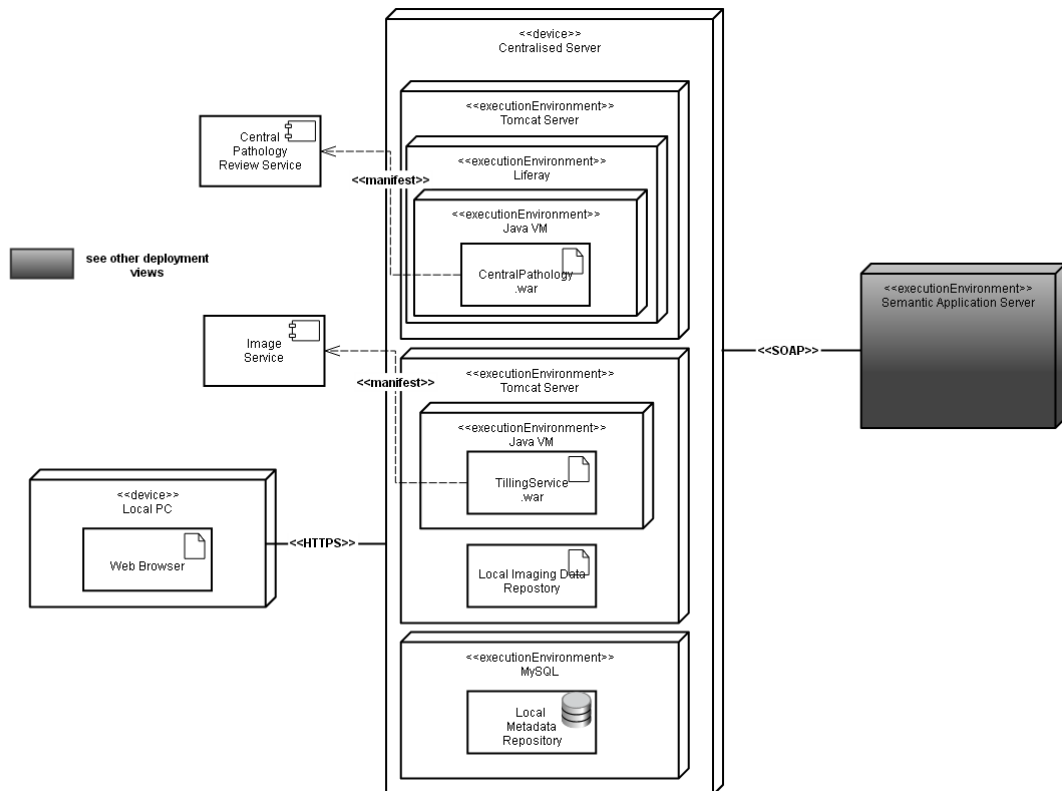 <<device>>
Centralised Server
<<executionEnvironment>>
Tomcat Server
<<executionEnvironment>>
Liferay
<<executionEnvironment>>
Java VM
CentralPathology
.war
Central
Pathology
Review Service
<<manifest>>
see other deployment
views
Image
Service
<<manifest>>
<<executionEnvironment>>
Tomcat Server
<<executionEnvironment>>
Java VM
TillingService
.war
Local Imaging Data
Repostory
<<executionEnvironment>>
MySQL
Local
Metadata
Repository
<<device>>
Local PC
Web Browser
<<HTTPS>>
<<SOAP>>
<<executionEnvironment>>
Semantic Application Server